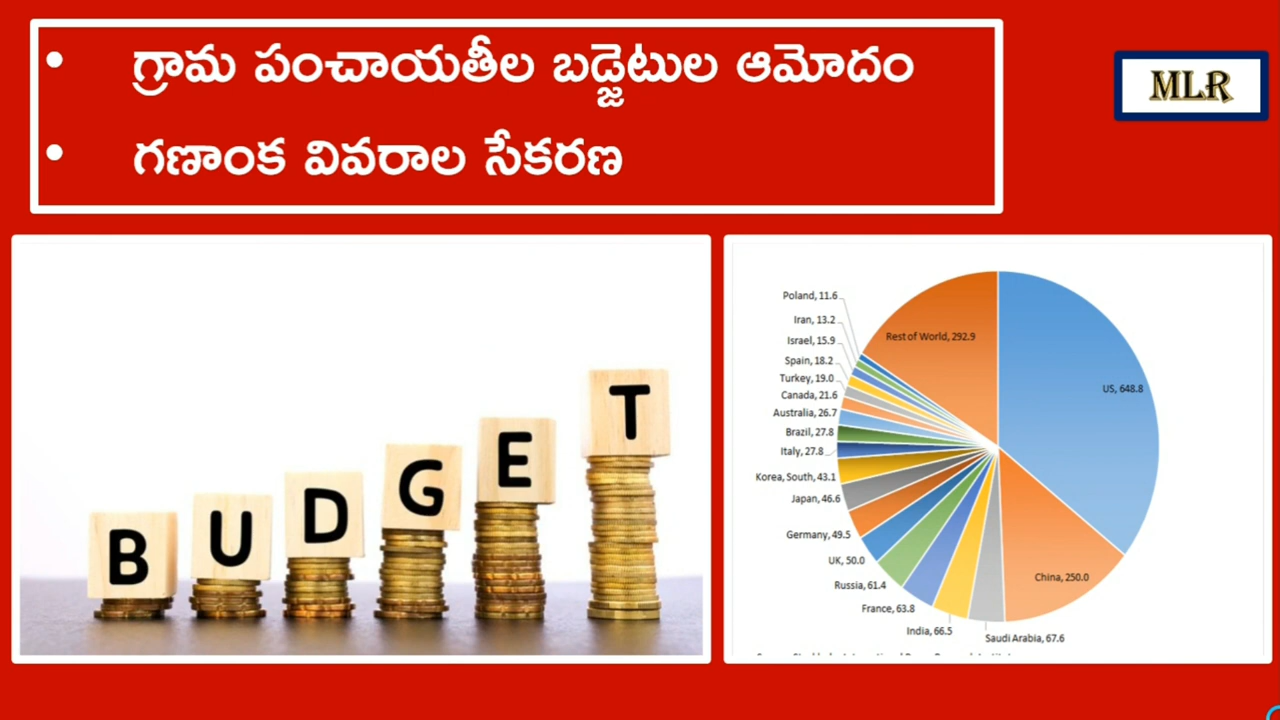 • గ్రామ పంచాయతీల బడ్జెటుల ఆమోదం
• గణాంక వివరాల సేకరణ
MLR
BUDGET
Poland, 11.6
Iran, 13.2
Israel, 15.9
Spain, 18.2
Turkey, 19.0
Canada, 21.6
Australia, 26.7
Brazil, 27.8
Italy, 27.8
Korea, South, 43.1
Japan, 46.6
Germany, 49.5
UK, 50.0
Russia, 61.4
France, 63.8
India, 66.5
Saudi Arabia, 67.6
China, 250.0
US, 648.8
Rest of World, 292.9